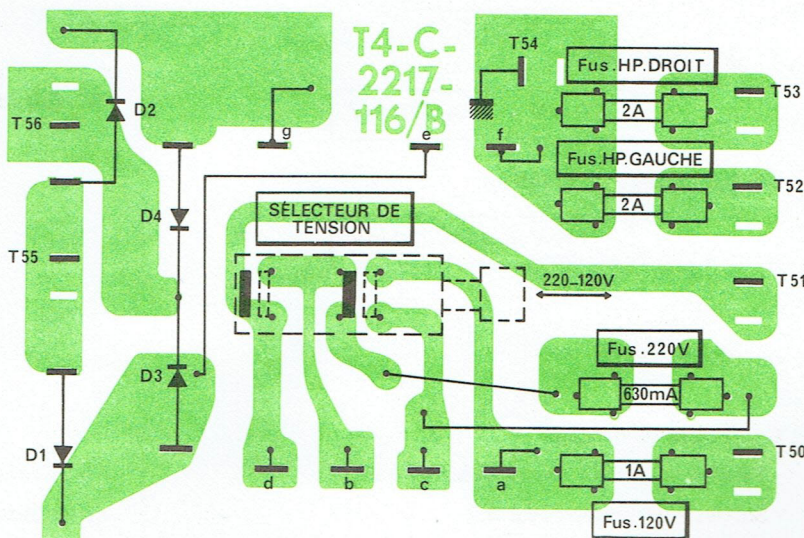 T4-C-
2217-
116/B
T54
Fus.HP.DROIT
T53
2A
T56
D2
g
e
f
Fus.HP.GAUCHE
T52
2A
D4
SÉLECTEUR DE
TENSION
T55
220-120V
T51
Fus.220V
D3
630mA
D1
T50
d
b
c
a
1A
Fus.120V